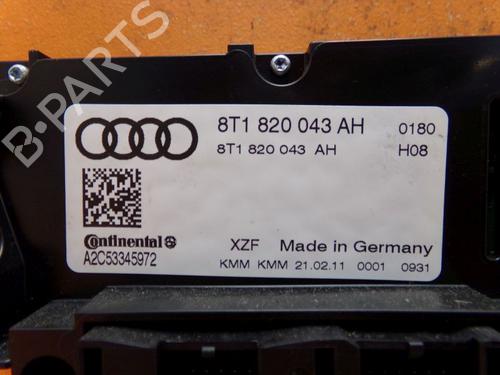 8T1 820 043 AH 0180
8T1 820 043 AH H08
Continental
A2C53345972
XZF Made in Germany
KMM KMM 21.02.11 0001 0931
B-PARTS